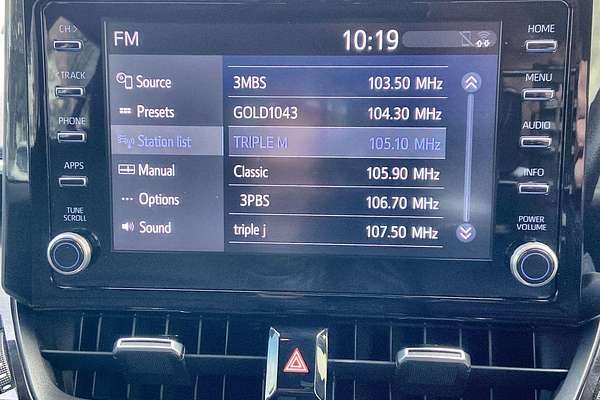 CH > FM 10:19 HOME
< TRACK Source 3MBS 103.50 MHz MENU
Presets GOLD1043 104.30 MHz
PHONE Station list TRIPLE M 105.10 MHz AUDIO
APPS Manual Classic 105.90 MHz INFO
Options 3PBS 106.70 MHz
TUNE SCROLL Sound triple j 107.50 MHz POWER VOLUME